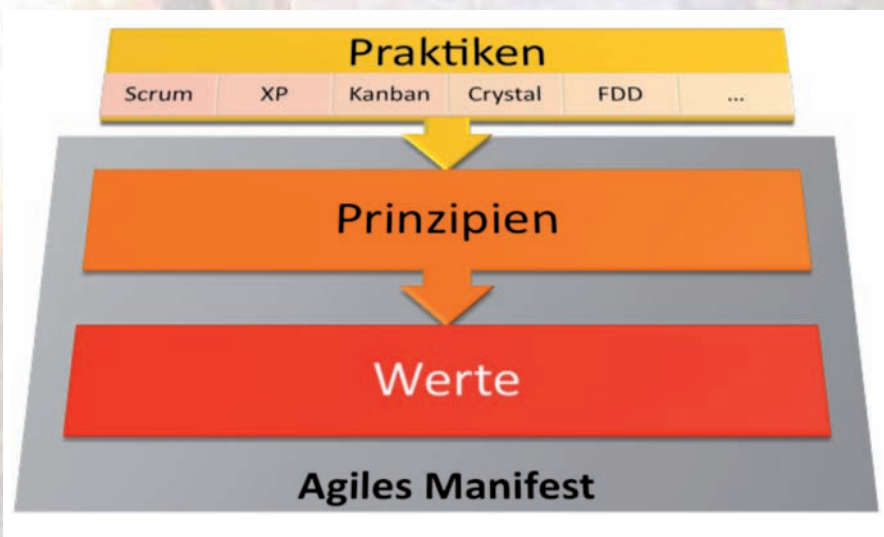 Praktiken
Scrum XP Kanban Crystal FDD ...
Prinzipien
Werte
Agiles Manifest